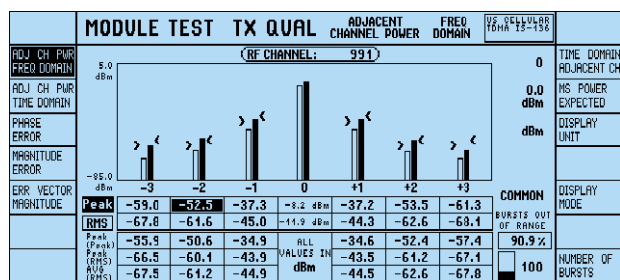 MODULE TEST TX QVAL ADJACENT CHANNEL POWER FREQ DOMAIN
US CELLULAR TDMA IS-136
ADJ CH PWR FREQ DOMAIN
ADJ CH PWR TIME DOMAIN
PHASE ERROR
MAGNITUDE ERROR
ERR VECTOR MAGNITUDE
RF CHANNEL: 991
5.0 dBm
-85.0 dBm
-3 -2 -1 0 +1 +2 +3
Peak -59.0 -52.5 -37.3 -8.2 dBm -37.2 -53.5 -61.3
RMS -67.8 -61.6 -45.0 -11.9 dBm -44.3 -62.6 -68.1
Peak (Peak) -55.9 -50.6 -34.9 -34.6 -52.4 -57.4
Peak (RMS) -66.5 -60.1 -43.9 -43.5 -61.2 -67.1
AVG (RMS) -67.5 -61.2 -44.9 -44.5 -62.6 -67.8
ALL VALUES IN dBm
0
0.0 dBm
dBm
COMMON
BURSTS OUT OF RANGE
90.9 %
100
TIME DOMAIN ADJACENT CH
MS POWER EXPECTED
DISPLAY UNIT
DISPLAY MODE
NUMBER OF BURSTS